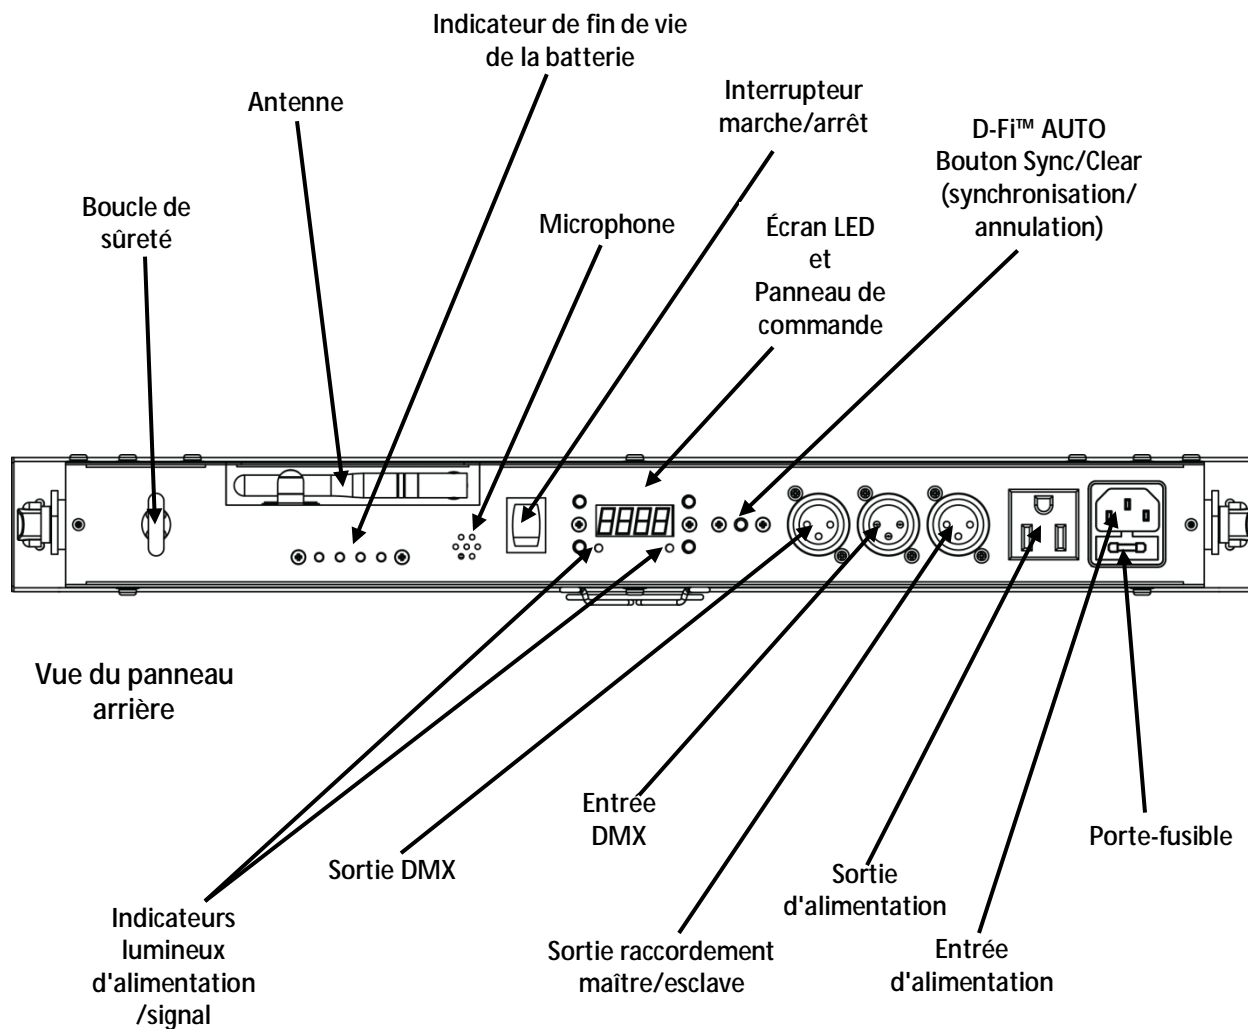 Indicateur de fin de vie
de la batterie
Antenne
Interrupteur
marche/arrêt
D-Fi™ AUTO
Bouton Sync/Clear
(synchronisation/
annulation)
Boucle de
sûreté
Microphone
Écran LED
et
Panneau de
commande
8888
Vue du panneau
arrière
Entrée
DMX
Porte-fusible
Sortie DMX
Sortie
d'alimentation
Indicateurs
lumineux
d'alimentation
/signal
Sortie raccordement
maître/esclave
Entrée
d'alimentation